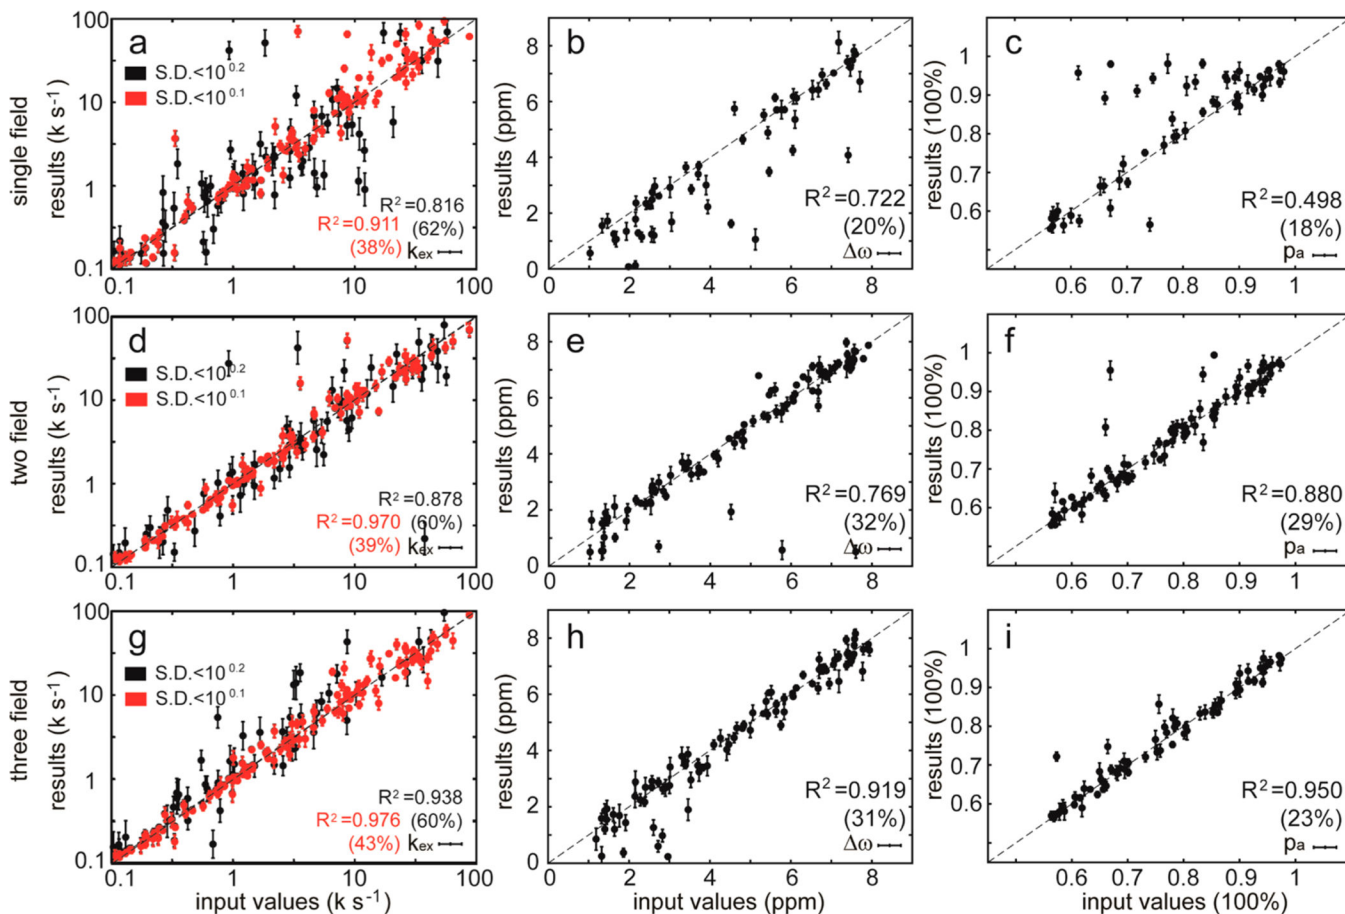 single field
results (k s⁻¹)
100
10
1
0.1
a
S.D.<10^0.2
S.D.<10^0.1
R²=0.816
R²=0.911 (62%)
(38%) k_ex
0.1 1 10 100
results (ppm)
8
6
4
2
0
b
R²=0.722
(20%)
Δω
0 2 4 6 8
results (100%)
1
0.9
0.8
0.7
0.6
c
R²=0.498
(18%)
p_a
0.6 0.7 0.8 0.9 1
two field
results (k s⁻¹)
100
10
1
0.1
d
S.D.<10^0.2
S.D.<10^0.1
R²=0.878
R²=0.970 (60%)
(39%) k_ex
0.1 1 10 100
results (ppm)
8
6
4
2
0
e
R²=0.769
(32%)
Δω
0 2 4 6 8
results (100%)
1
0.9
0.8
0.7
0.6
f
R²=0.880
(29%)
p_a
0.6 0.7 0.8 0.9 1
three field
results (k s⁻¹)
100
10
1
0.1
g
S.D.<10^0.2
S.D.<10^0.1
R²=0.938
R²=0.976 (60%)
(43%) k_ex
0.1 1 10 100
input values (k s⁻¹)
results (ppm)
8
6
4
2
0
h
R²=0.919
(31%)
Δω
0 2 4 6 8
input values (ppm)
results (100%)
1
0.9
0.8
0.7
0.6
i
R²=0.950
(23%)
p_a
0.6 0.7 0.8 0.9 1
input values (100%)